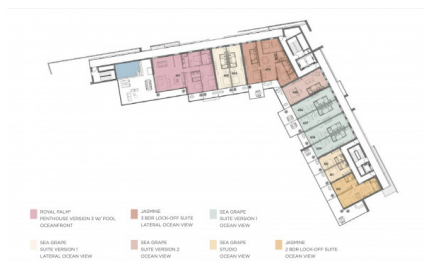 ROYAL PALM*
PENTHOUSE VERSION 3 W/ POOL
OCEANFRONT
JASMINE
3 BDR LOCK-OFF SUITE
LATERAL OCEAN VIEW
SEA GRAPE
SUITE VERSION 1
OCEAN VIEW
SEA GRAPE
SUITE VERSION 1
LATERAL OCEAN VIEW
SEA GRAPE
SUITE VERSION 2
OCEAN VIEW
SEA GRAPE
STUDIO
OCEAN VIEW
JASMINE
2 BDR LOCK-OFF SUITE
OCEAN VIEW